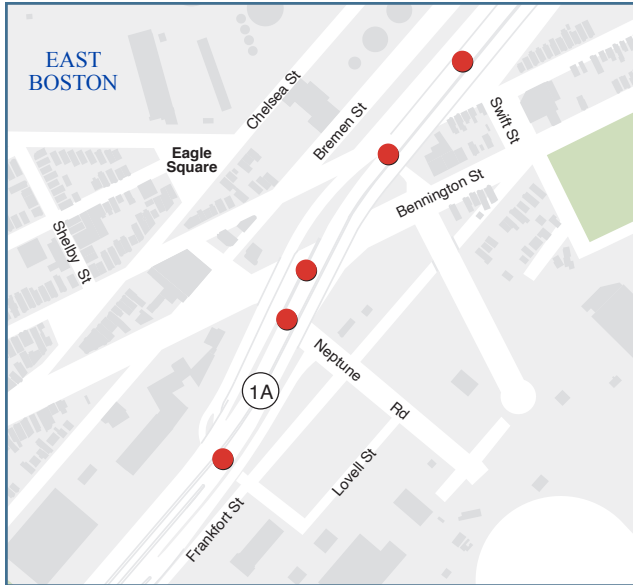 EAST
BOSTON
Chelsea St
Bremen St
Swift St
Eagle
Square
Bennington St
Shelby St
Neptune
Rd
1A
Lovell St
Frankfort St